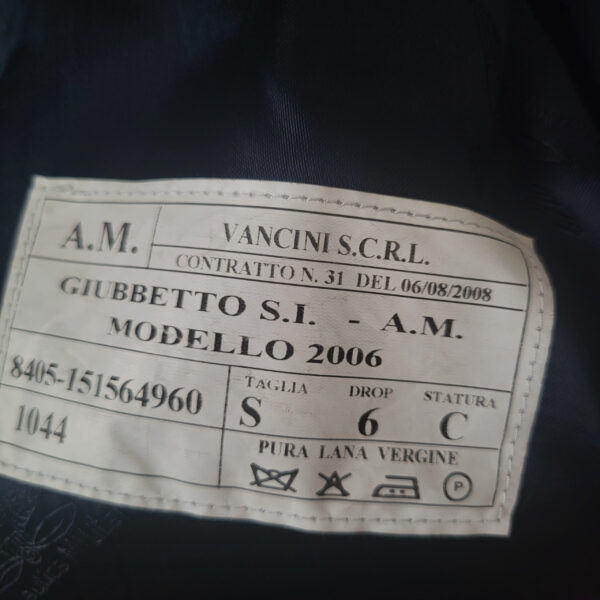 A.M.
VANCINI S.C.R.L.
CONTRATTO N. 31 DEL 06/08/2008
GIUBBETTO S.I. - A.M.
MODELLO 2006
8405-151564960
1044
TAGLIA DROP STATURA
S 6 C
PURA LANA VERGINE
P